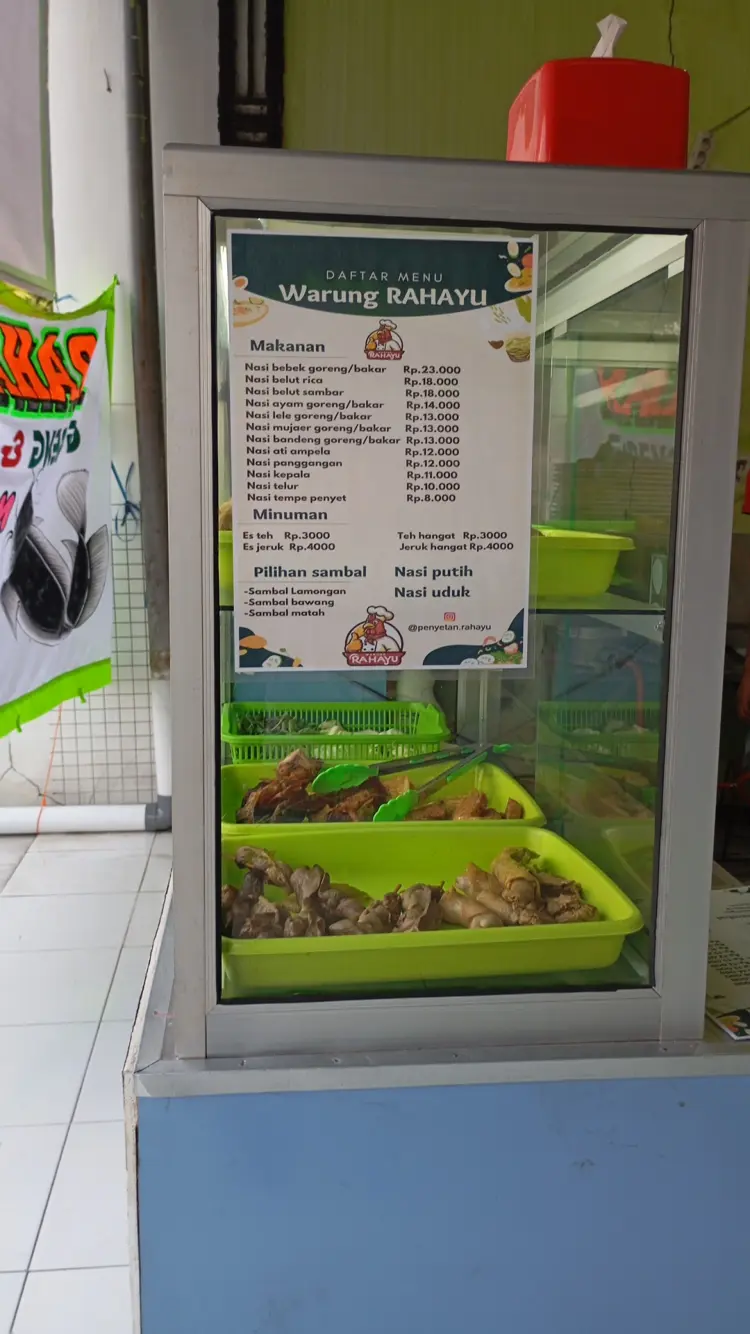 DAFTAR MENU
Warung RAHAYU
RAHAYU
Makanan
Nasi bebek goreng/bakar Rp.23.000
Nasi belut rica Rp.18.000
Nasi belut sambar Rp.18.000
Nasi ayam goreng/bakar Rp.14.000
Nasi lele goreng/bakar Rp.13.000
Nasi mujaer goreng/bakar Rp.13.000
Nasi bandeng goreng/bakar Rp.13.000
Nasi ati ampela Rp.12.000
Nasi panggangan Rp.12.000
Nasi kepala Rp.11.000
Nasi telur Rp.10.000
Nasi tempe penyet Rp.8.000
Minuman
Es teh Rp.3000 Teh hangat Rp.3000
Es jeruk Rp.4000 Jeruk hangat Rp.4000
Pilihan sambal Nasi putih
-Sambal Lamongan Nasi uduk
-Sambal bawang
-Sambal matah
@penyetan.rahayu
RAHAYU